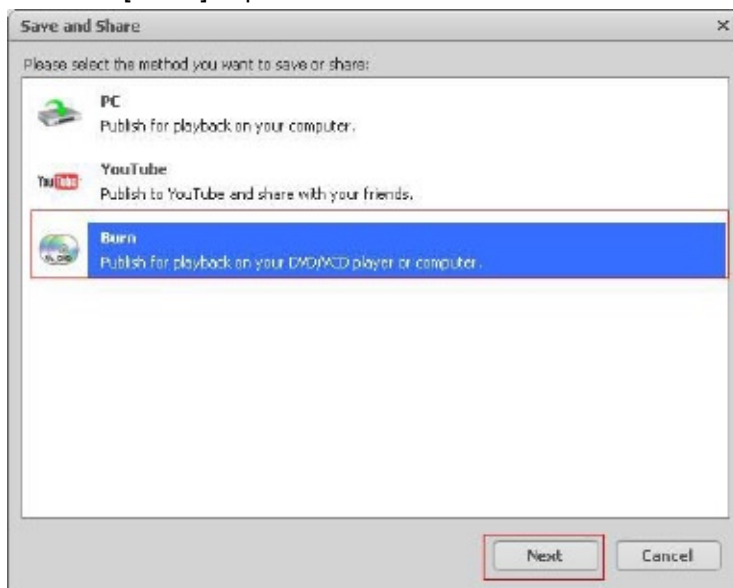 Save and Share
Please select the method you want to save or share:
PC
Publish for playback on your computer.
YouTube
You Tube
Publish to YouTube and share with your friends.
Burn
Publish for playback on your DVD/VCD player or computer.
Next
Cancel